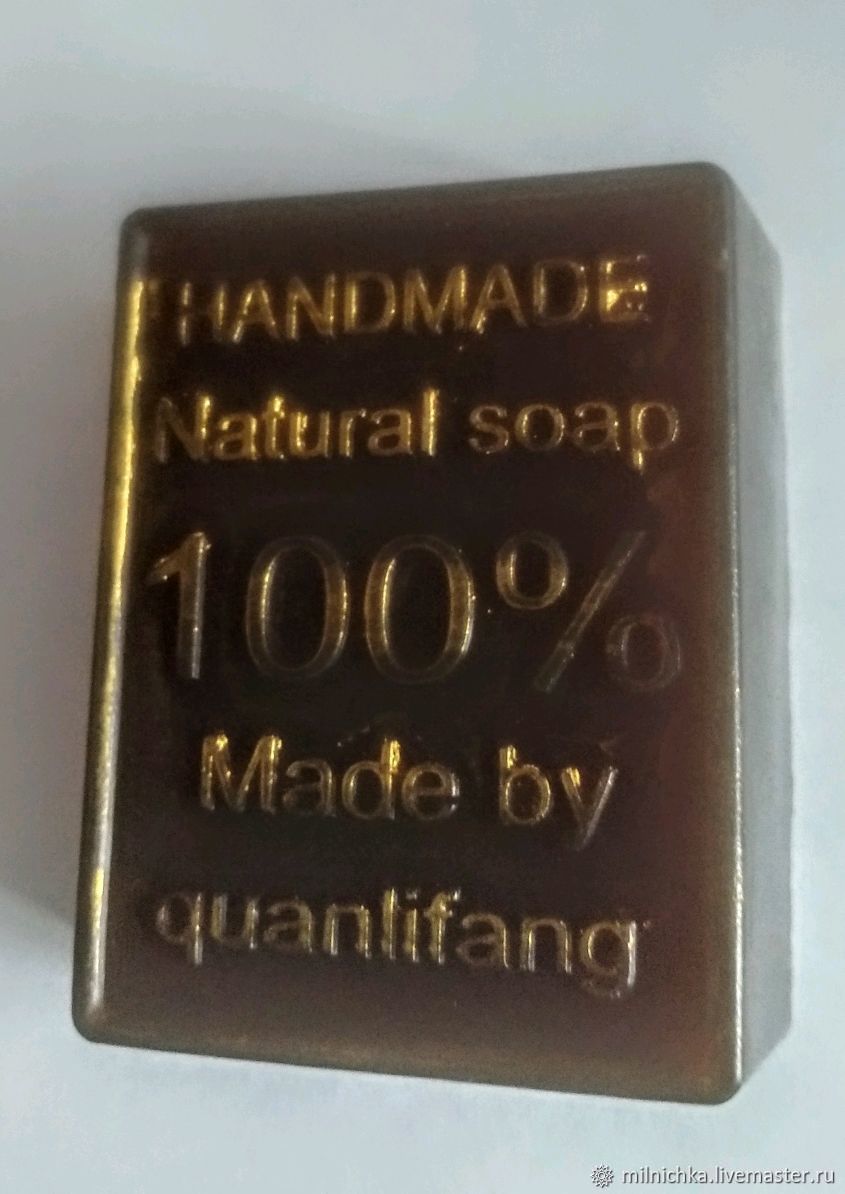 HANDMADE
Natural soap
100%
Made by
quanlifang
milnichka.livemaster.ru